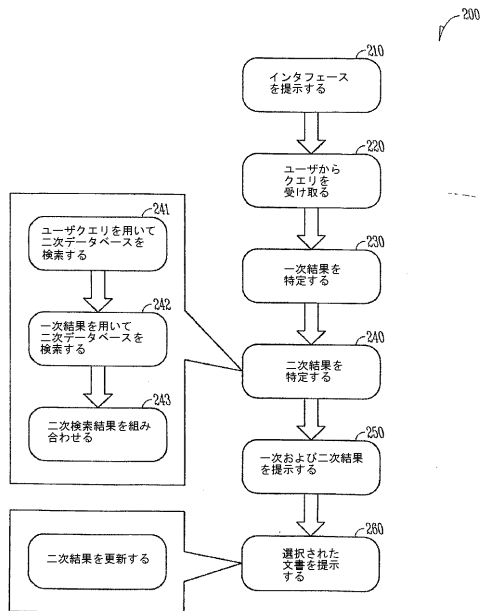 200
210
インタフェース
を提示する
220
ユーザから
クエリを
受け取る
230
一次結果を
特定する
240
二次結果を
特定する
241
ユーザクエリを用いて
二次データベースを
検索する
242
一次結果を用いて
二次データベースを
検索する
243
二次検索結果を組み
合わせる
250
一次および二次結果
を提示する
260
選択された
文書を提示
する
二次結果を更新する